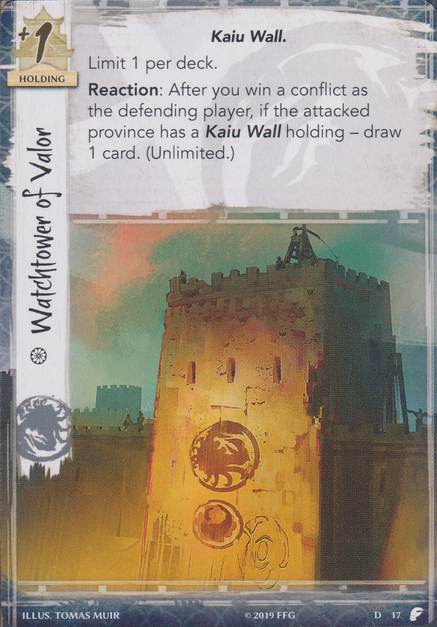 +1
HOLDING
Kaiu Wall.
Limit 1 per deck.
Reaction: After you win a conflict as
the defending player, if the attacked
province has a Kaiu Wall holding – draw
1 card. (Unlimited.)
Watchtower of Valor
ILLUS. TOMAS MUIR
© 2019 FFG
D 17